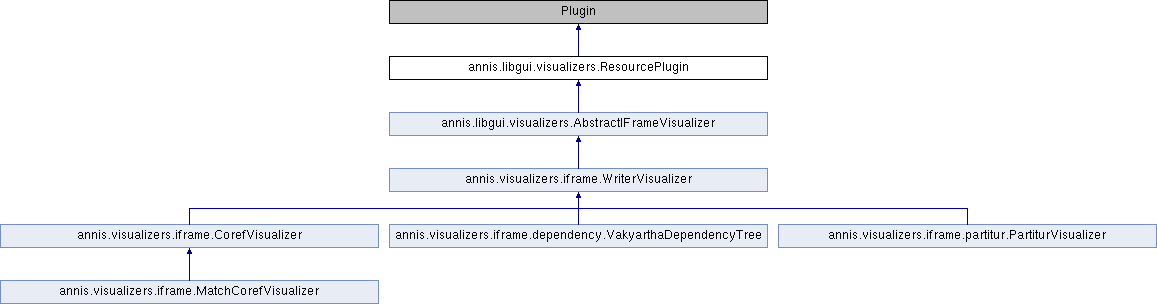 Plugin
annis.libgui.visualizers.ResourcePlugin
annis.libgui.visualizers.AbstractIFrameVisualizer
annis.visualizers.iframe.WriterVisualizer
annis.visualizers.iframe.CorefVisualizer
annis.visualizers.iframe.dependency.VakyarthaDependencyTree
annis.visualizers.iframe.partitur.PartiturVisualizer
annis.visualizers.iframe.MatchCorefVisualizer